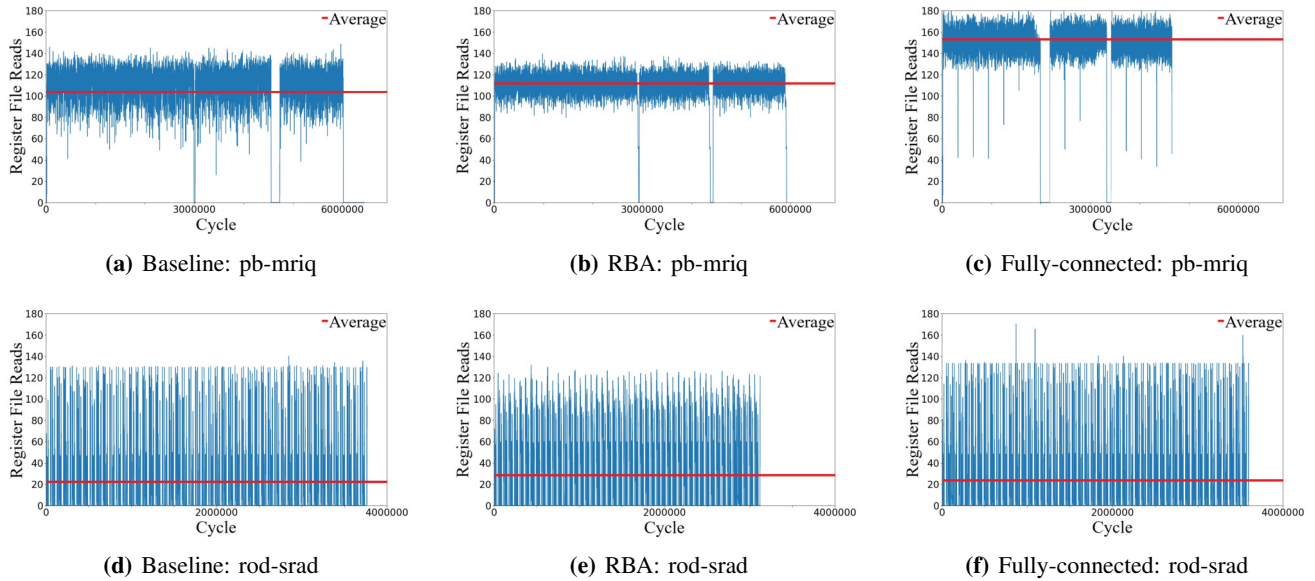 180
160
140
120
100
80
60
40
20
0
Register File Reads
Average
0 3000000 6000000
Cycle
(a) Baseline: pb-mriq
180
160
140
120
100
80
60
40
20
0
Register File Reads
Average
0 3000000 6000000
Cycle
(b) RBA: pb-mriq
180
160
140
120
100
80
60
40
20
0
Register File Reads
Average
0 3000000 6000000
Cycle
(c) Fully-connected: pb-mriq
180
160
140
120
100
80
60
40
20
0
Register File Reads
Average
0 2000000 4000000
Cycle
(d) Baseline: rod-srad
180
160
140
120
100
80
60
40
20
0
Register File Reads
Average
0 2000000 4000000
Cycle
(e) RBA: rod-srad
180
160
140
120
100
80
60
40
20
0
Register File Reads
Average
0 2000000 4000000
Cycle
(f) Fully-connected: rod-srad